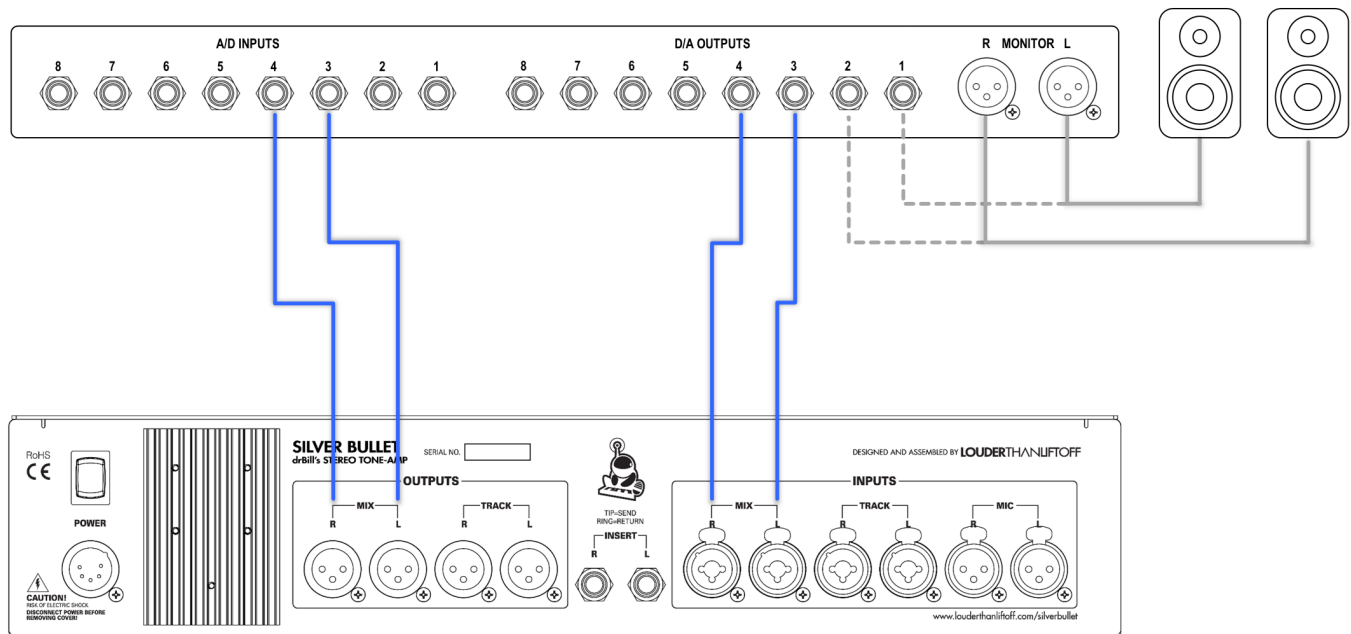 A/D INPUTS
D/A OUTPUTS
R MONITOR L
8 7 6 5 4 3 2 1
8 7 6 5 4 3 2 1
RoHS
CE
POWER
CAUTION!
RISK OF ELECTRIC SHOCK
DISCONNECT POWER BEFORE
REMOVING COVER!
SILVER BULLET
drBill's STEREO TONE-AMP
SERIAL NO.
OUTPUTS
MIX
TRACK
R L R L
TIP=SEND
RING=RETURN
INSERT
R L
DESIGNED AND ASSEMBLED BY LOUDERTHANLIFTOFF
INPUTS
MIX
TRACK
MIC
R L R L R L
www.louderthanliftoff.com/silverbullet